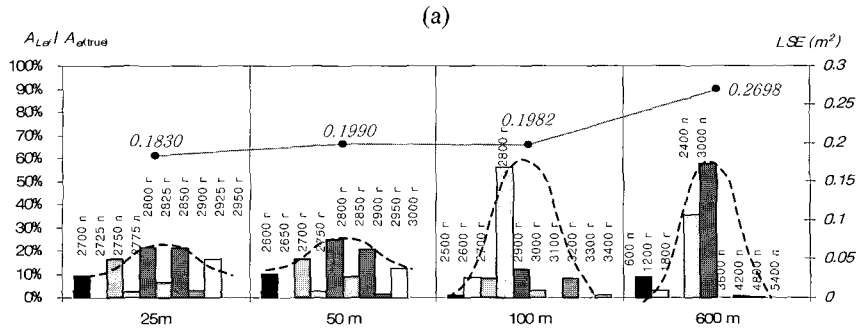 (a)
A_Lef / A_ef(true)
LSE (m²)
100%
90%
80%
70%
60%
50%
40%
30%
20%
10%
0%
0.3
0.25
0.2
0.15
0.1
0.05
0
0.1830
0.1990
0.1982
0.2698
2700 n
2725 n
2750 n
2775 n
2800 r
2825 r
2850 r
2900 r
2925 r
2950 r
2600 n
2650 r
2700 r
2750 r
2800 r
2850 r
2900 r
2950 r
3000 r
2500 r
2600 r
2800 r
2900 r
3000 r
3100 r
3200 r
3300 r
3400 r
600 n
1200 r
1800 r
2400 n
3000 n
3600 n
4200 n
4800 n
5400 n
25m
50 m
100 m
600 m